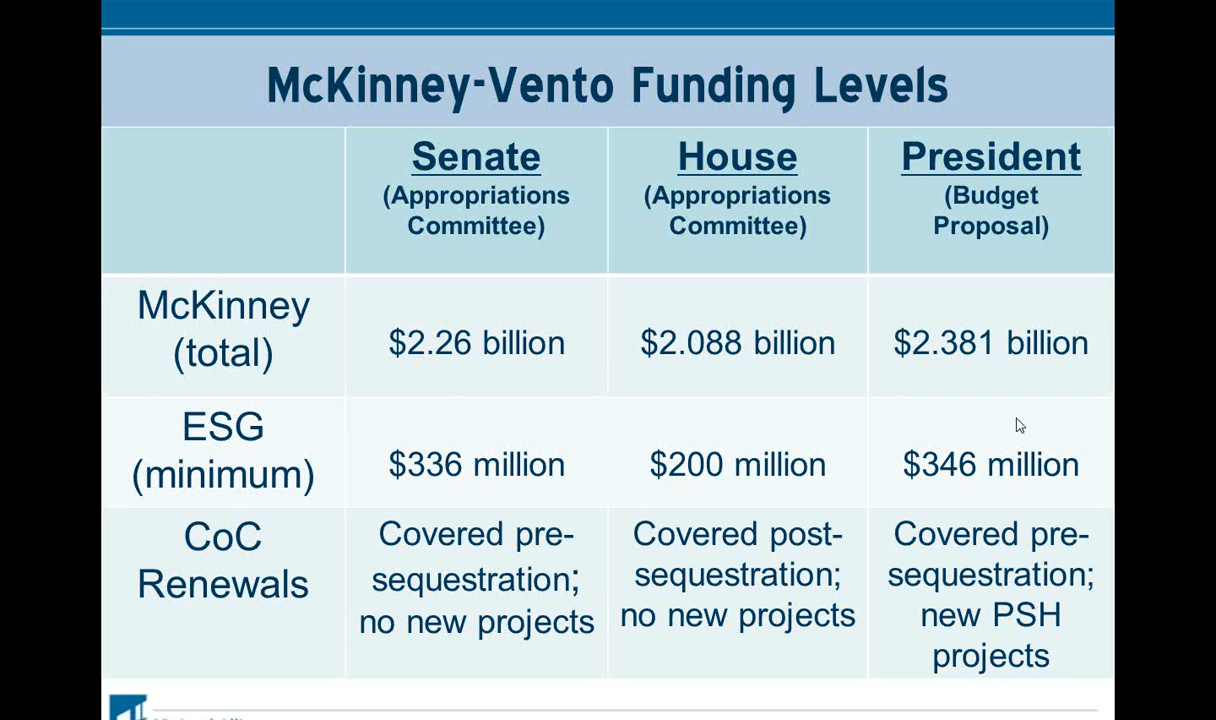 McKinney-Vento Funding Levels
Senate
(Appropriations
Committee)
House
(Appropriations
Committee)
President
(Budget
Proposal)
McKinney
(total)
$2.26 billion
$2.088 billion
$2.381 billion
ESG
(minimum)
$336 million
$200 million
$346 million
CoC
Renewals
Covered pre-
sequestration;
no new projects
Covered post-
sequestration;
no new projects
Covered pre-
sequestration;
new PSH
projects